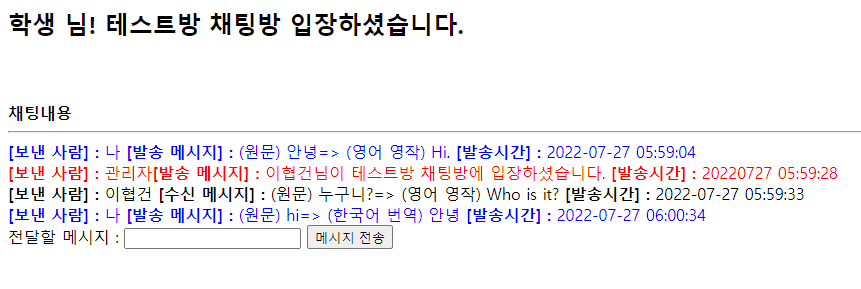 학생 님! 테스트방 채팅방 입장하셨습니다.
채팅내용
[보낸 사람] : 나 [발송 메시지] : (원문) 안녕=> (영어 영작) Hi. [발송시간] : 2022-07-27 05:59:04
[보낸 사람] : 관리자[발송 메시지] : 이협건님이 테스트방 채팅방에 입장하셨습니다. [발송시간] : 20220727 05:59:28
[보낸 사람] : 이협건 [수신 메시지] : (원문) 누구니?=> (영어 영작) Who is it? [발송시간] : 2022-07-27 05:59:33
[보낸 사람] : 나 [발송 메시지] : (원문) hi=> (한국어 번역) 안녕 [발송시간] : 2022-07-27 06:00:34
전달할 메시지 : 메시지 전송